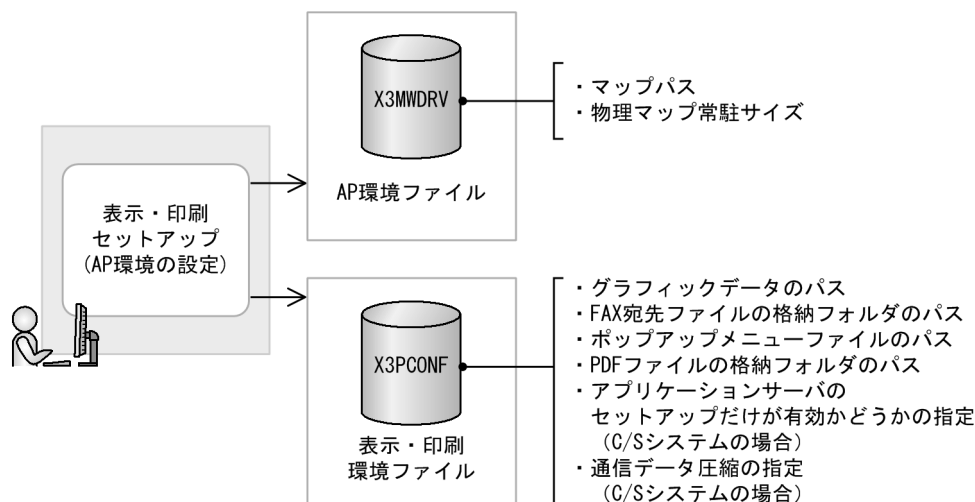 X3MWDRV
AP環境ファイル
・マップパス
・物理マップ常駐サイズ
表示・印刷
セットアップ
(AP環境の設定)
X3PCONF
表示・印刷
環境ファイル
・グラフィックデータのパス
・FAX宛先ファイルの格納フォルダのパス
・ポップアップメニューファイルのパス
・PDFファイルの格納フォルダのパス
・アプリケーションサーバの
セットアップだけが有効かどうかの指定
(C/Sシステムの場合)
・通信データ圧縮の指定
(C/Sシステムの場合)